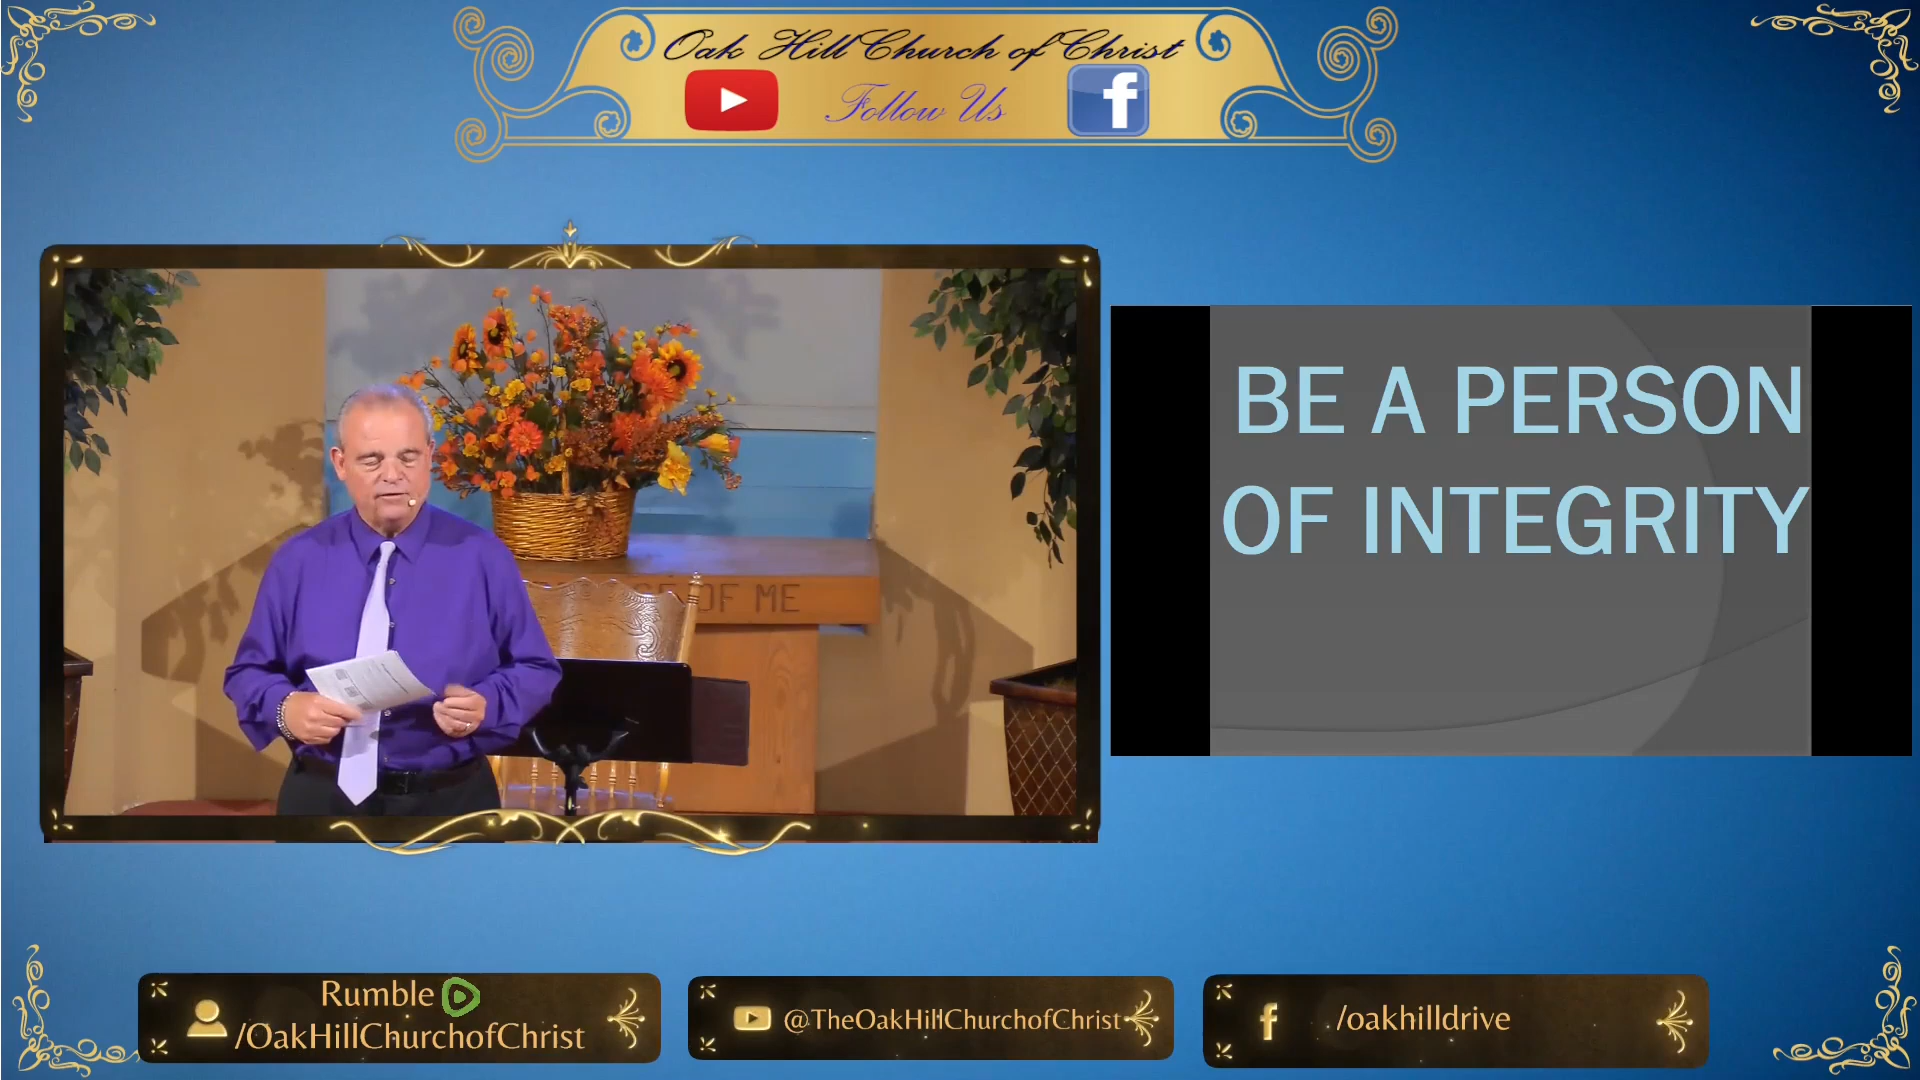 Oak Hill Church of Christ
Follow Us
BE A PERSON
OF INTEGRITY
OF ME
Rumble
/OakHillChurchofChrist
@TheOakHillChurchofChrist
/oakhilldrive